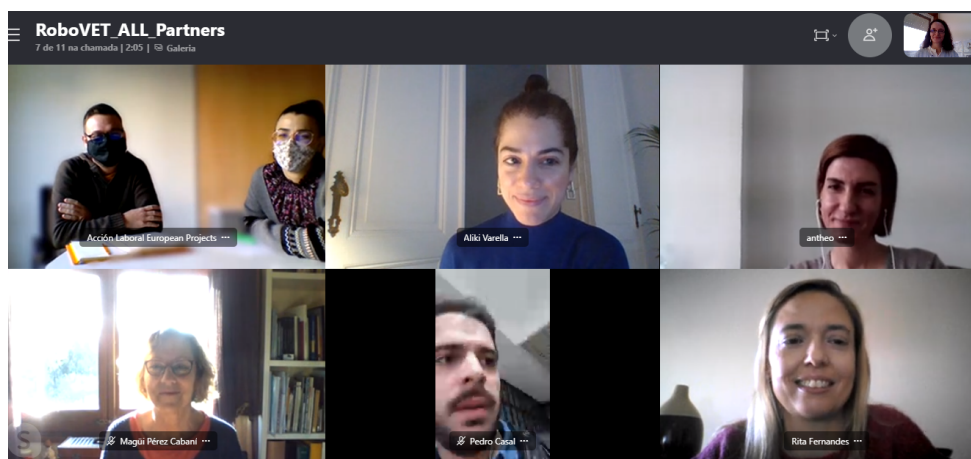 RoboVET_ALL_Partners
7 de 11 na chamada | 2:05 | Galeria
Acción Laboral European Projects ...
Aliki Varella ...
antheo ...
Magüi Pérez Cabaní ...
Pedro Casal ...
Rita Fernandes ...
S